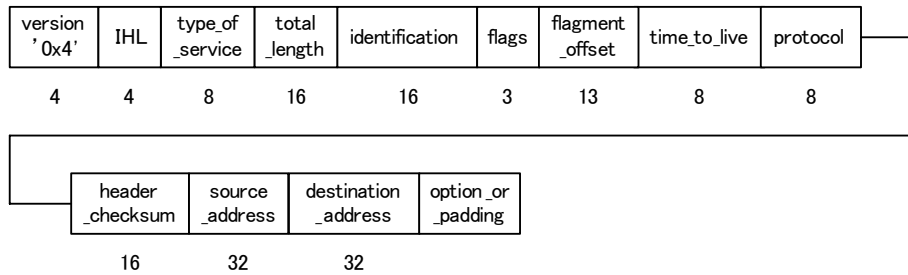 version
'0x4'
IHL
type_of
_service
total
_length
identification
flags
flagment
_offset
time_to_live
protocol
4
4
8
16
16
3
13
8
8
header
_checksum
source
_address
destination
_address
option_or
_padding
16
32
32